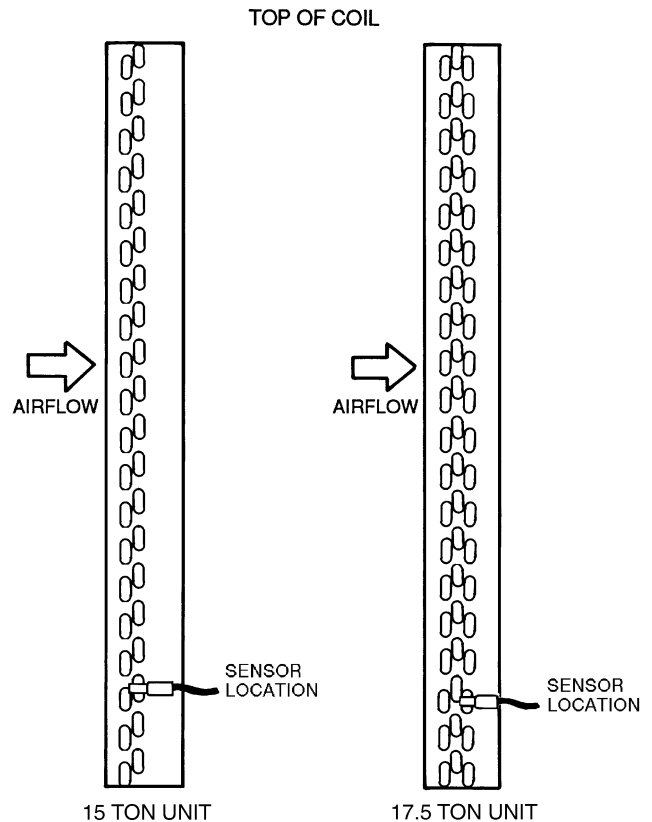 TOP OF COIL
AIRFLOW
AIRFLOW
SENSOR
LOCATION
SENSOR
LOCATION
15 TON UNIT
17.5 TON UNIT